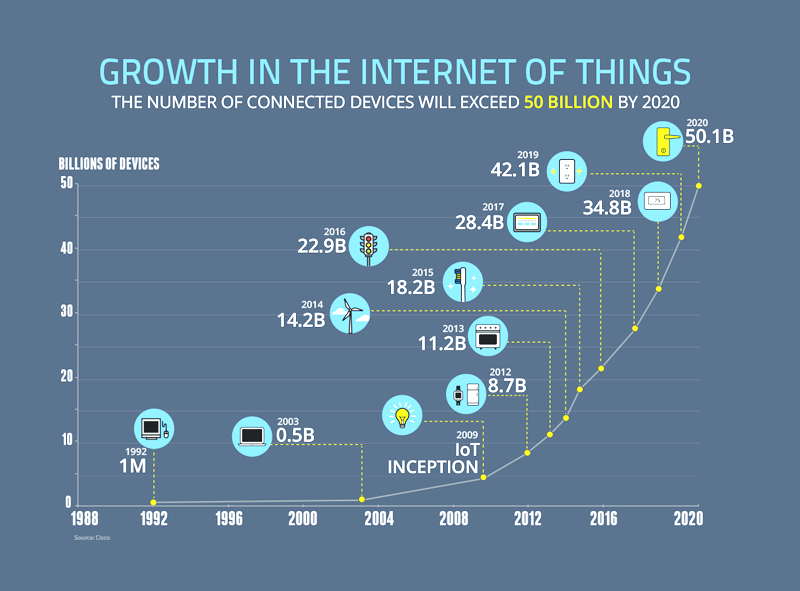 GROWTH IN THE INTERNET OF THINGS
THE NUMBER OF CONNECTED DEVICES WILL EXCEED 50 BILLION BY 2020
BILLIONS OF DEVICES
50
40
30
20
10
0
1988
1992
1996
2000
2004
2008
2012
2016
2020
1992
1M
2003
0.5B
2009
IoT
INCEPTION
2012
8.7B
2013
11.2B
2014
14.2B
2015
18.2B
2016
22.9B
2017
28.4B
2018
34.8B
2019
42.1B
2020
50.1B
Source: Cisco